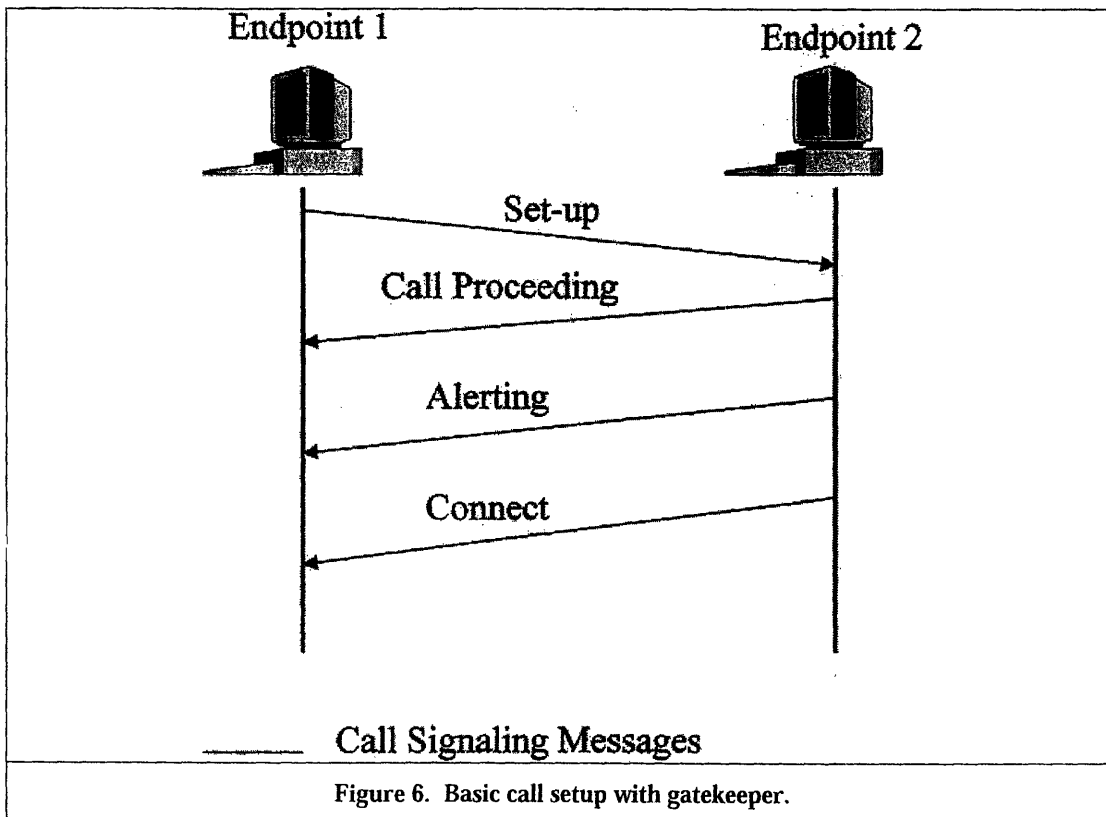 Endpoint 1
Endpoint 2
Set-up
Call Proceeding
Alerting
Connect
Call Signaling Messages
Figure 6. Basic call setup with gatekeeper.